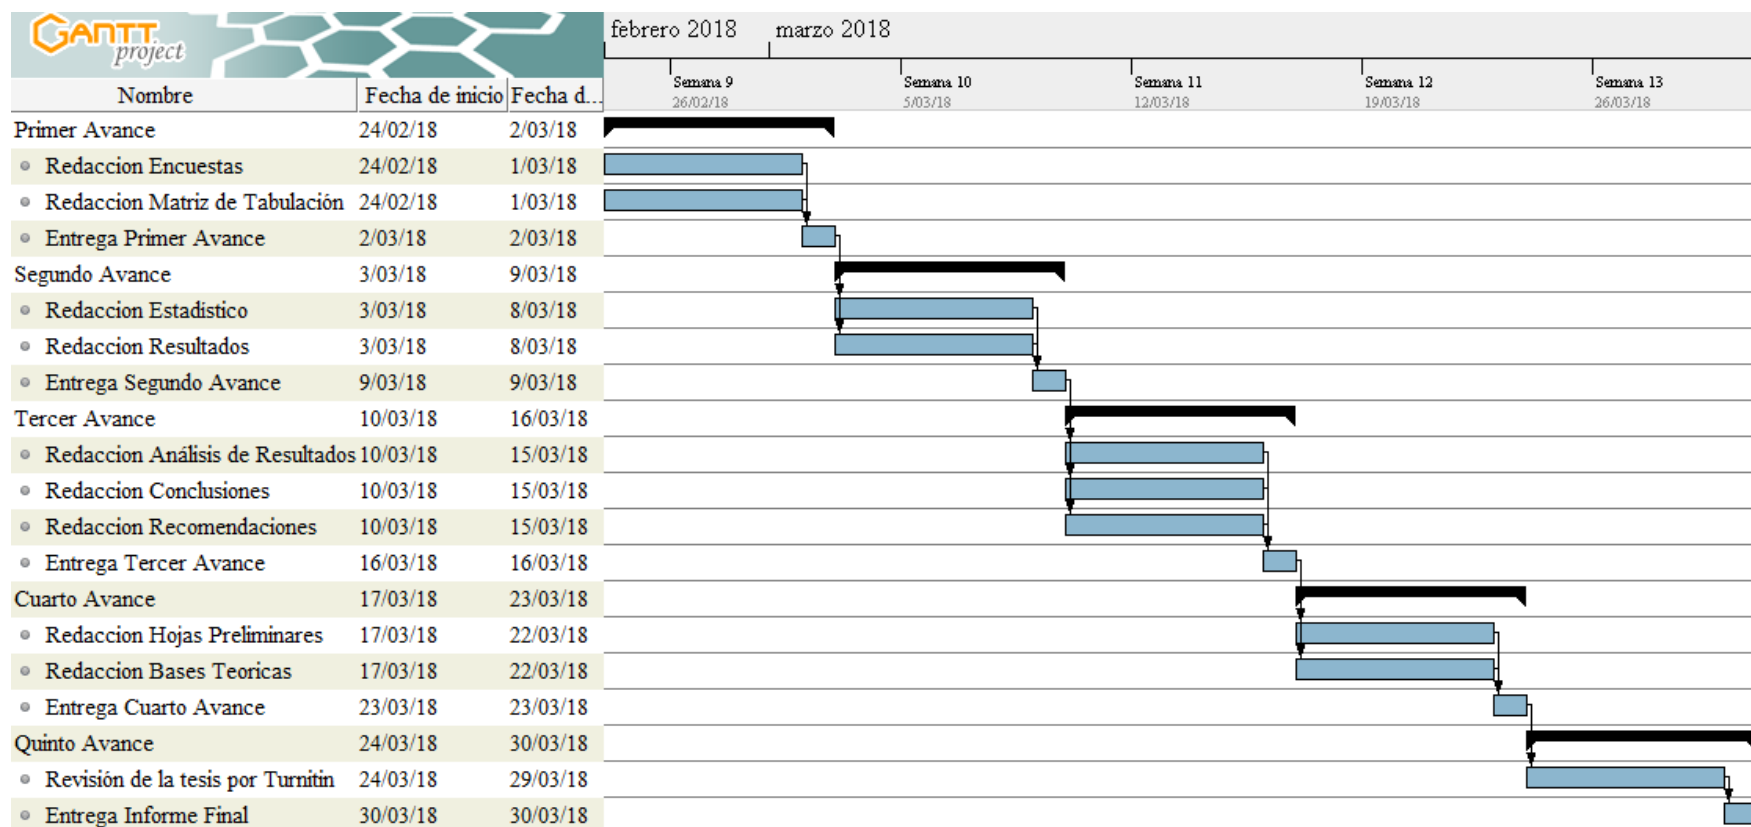 GANTT
project
febrero 2018 marzo 2018
Semana 9 Semana 10 Semana 11 Semana 12 Semana 13
26/02/18 5/03/18 12/03/18 19/03/18 26/03/18
Nombre Fecha de inicio Fecha d...
Primer Avance 24/02/18 2/03/18
Redaccion Encuestas 24/02/18 1/03/18
Redaccion Matriz de Tabulación 24/02/18 1/03/18
Entrega Primer Avance 2/03/18 2/03/18
Segundo Avance 3/03/18 9/03/18
Redaccion Estadistico 3/03/18 8/03/18
Redaccion Resultados 3/03/18 8/03/18
Entrega Segundo Avance 9/03/18 9/03/18
Tercer Avance 10/03/18 16/03/18
Redaccion Análisis de Resultados 10/03/18 15/03/18
Redaccion Conclusiones 10/03/18 15/03/18
Redaccion Recomendaciones 10/03/18 15/03/18
Entrega Tercer Avance 16/03/18 16/03/18
Cuarto Avance 17/03/18 23/03/18
Redaccion Hojas Preliminares 17/03/18 22/03/18
Redaccion Bases Teoricas 17/03/18 22/03/18
Entrega Cuarto Avance 23/03/18 23/03/18
Quinto Avance 24/03/18 30/03/18
Revisión de la tesis por Turnitin 24/03/18 29/03/18
Entrega Informe Final 30/03/18 30/03/18